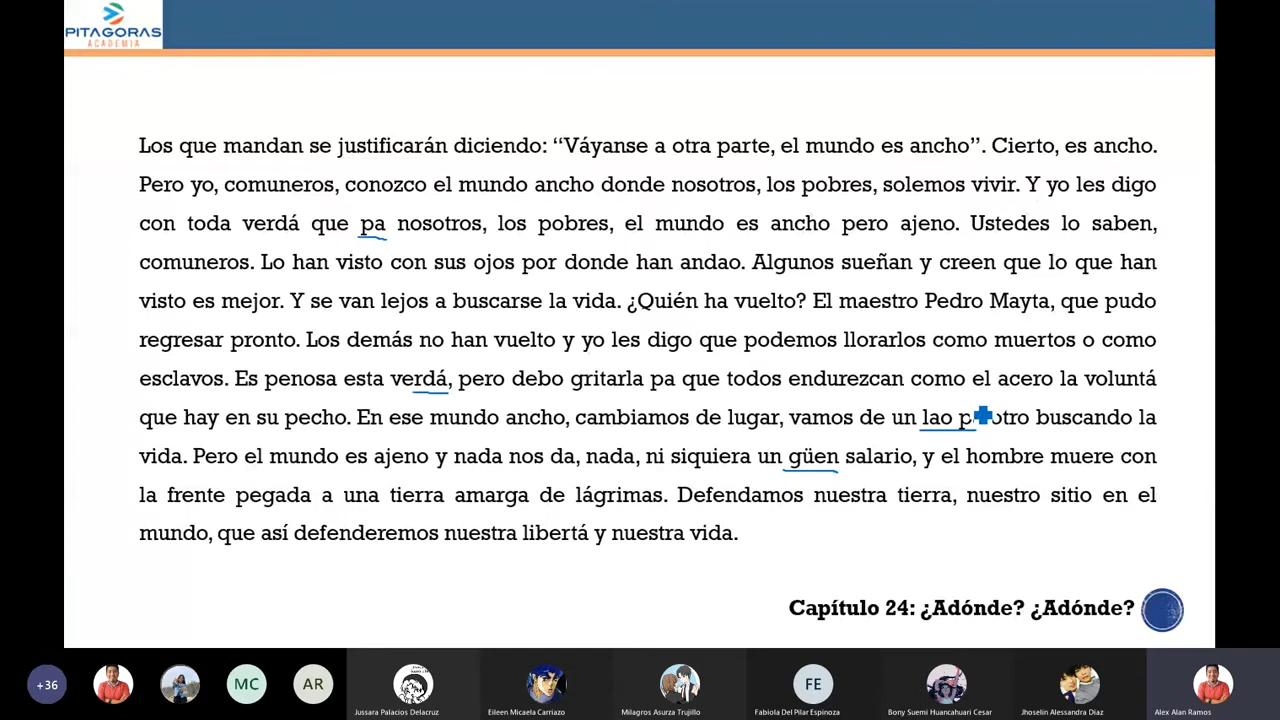 PITAGORAS
ACADEMIA
Los que mandan se justificarán diciendo: “Váyanse a otra parte, el mundo es ancho”. Cierto, es ancho.
Pero yo, comuneros, conozco el mundo ancho donde nosotros, los pobres, solemos vivir. Y yo les digo
con toda verdá que pa nosotros, los pobres, el mundo es ancho pero ajeno. Ustedes lo saben,
comuneros. Lo han visto con sus ojos por donde han andao. Algunos sueñan y creen que lo que han
visto es mejor. Y se van lejos a buscarse la vida. ¿Quién ha vuelto? El maestro Pedro Mayta, que pudo
regresar pronto. Los demás no han vuelto y yo les digo que podemos llorarlos como muertos o como
esclavos. Es penosa esta verdá, pero debo gritarla pa que todos endurezcan como el acero la voluntá
que hay en su pecho. En ese mundo ancho, cambiamos de lugar, vamos de un lao otro buscando la
vida. Pero el mundo es ajeno y nada nos da, nada, ni siquiera un güen salario, y el hombre muere con
la frente pegada a una tierra amarga de lágrimas. Defendamos nuestra tierra, nuestro sitio en el
mundo, que así defenderemos nuestra libertá y nuestra vida.
Capítulo 24: ¿Adónde? ¿Adónde?
+36 MC AR FE
Jussara Palacios Delacruz Eileen Micaela Carriazo Milagros Asurza Trujillo Fabiola Del Pilar Espinoza Bony Suemi Huancahuari Cesar Jhoselin Alessandra Diaz Alex Alan Ramos